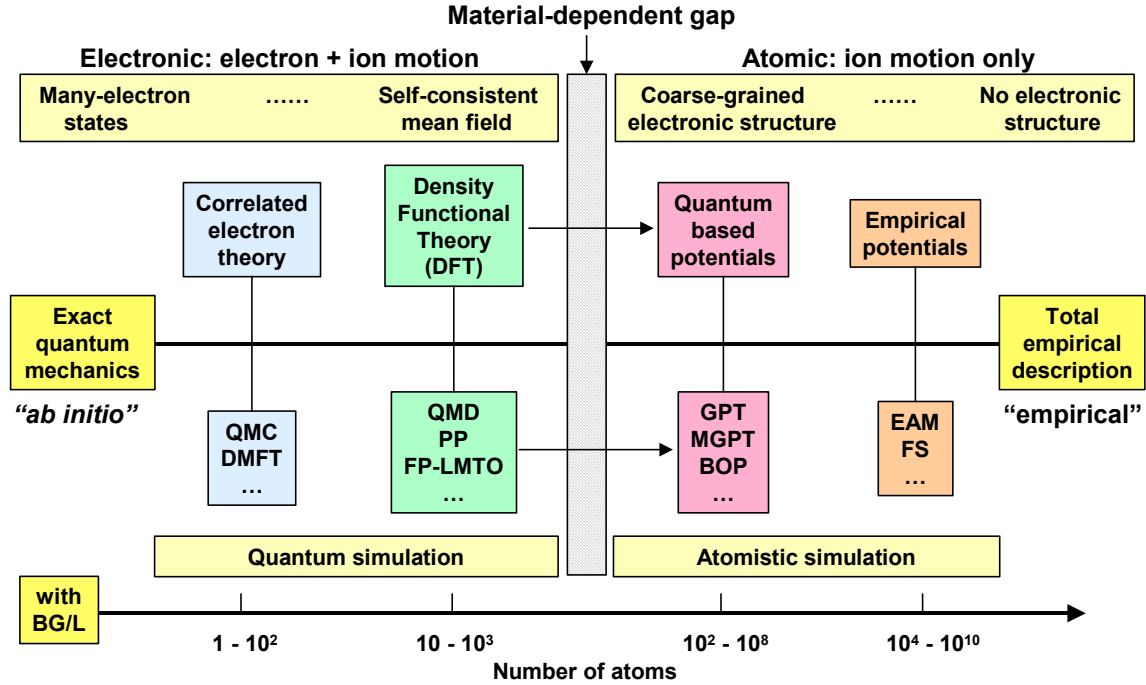 Material-dependent gap
Electronic: electron + ion motion
Atomic: ion motion only
Many-electron
states
……
Self-consistent
mean field
Coarse-grained
electronic structure
……
No electronic
structure
Correlated
electron
theory
Density
Functional
Theory
(DFT)
Quantum
based
potentials
Empirical
potentials
Exact
quantum
mechanics
Total
empirical
description
“ab initio”
“empirical”
QMC
DMFT
…
QMD
PP
FP-LMTO
…
GPT
MGPT
BOP
…
EAM
FS
…
Quantum simulation
Atomistic simulation
with
BG/L
1 - 10²
10 - 10³
10² - 10⁸
10⁴ - 10¹⁰
Number of atoms